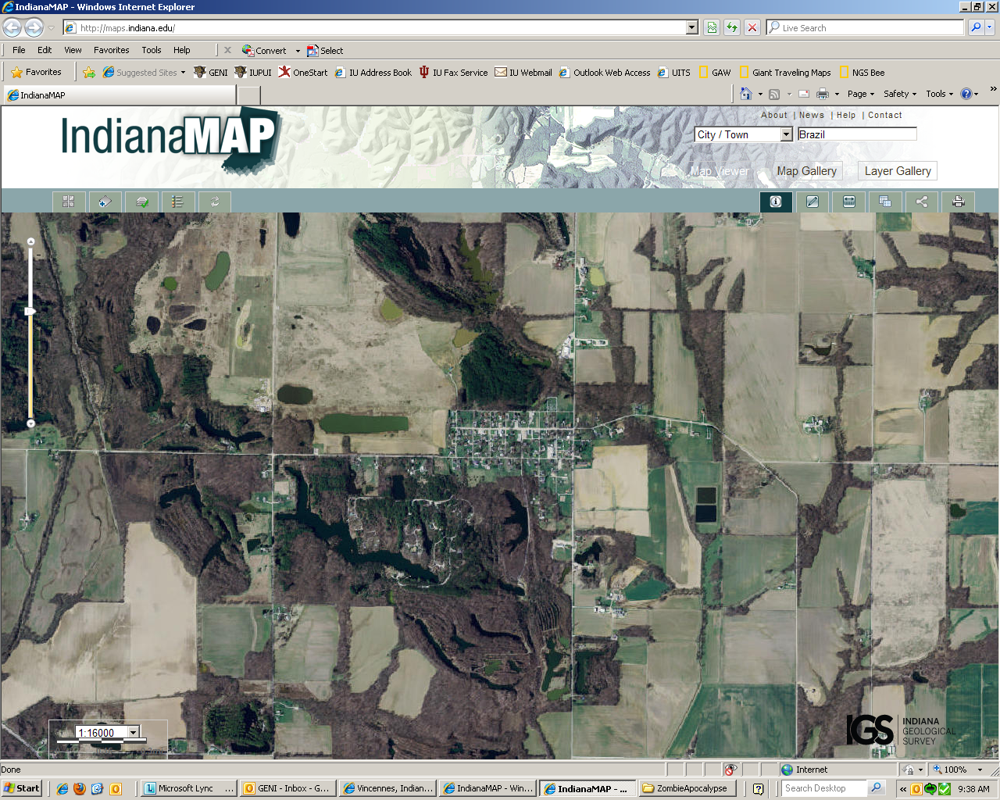 IndianaMAP - Windows Internet Explorer
http://maps.indiana.edu/
Live Search
File Edit View Favorites Tools Help
Convert Select
Favorites Suggested Sites GENI IUPUI OneStart IU Address Book IU Fax Service IU Webmail Outlook Web Access UITS GAW Giant Traveling Maps NGS Bee
IndianaMAP
Page Safety Tools
IndianaMAP
About | News | Help | Contact
City / Town Brazil
Map Viewer Map Gallery Layer Gallery
1:16000
IGS INDIANA
GEOLOGICAL
SURVEY
Done Internet 100%
Start Microsoft Lync GENI - Inbox - G... Vincennes, Indian... IndianaMAP - Win... IndianaMAP - ... ZombieApocalypse Search Desktop 9:38 AM